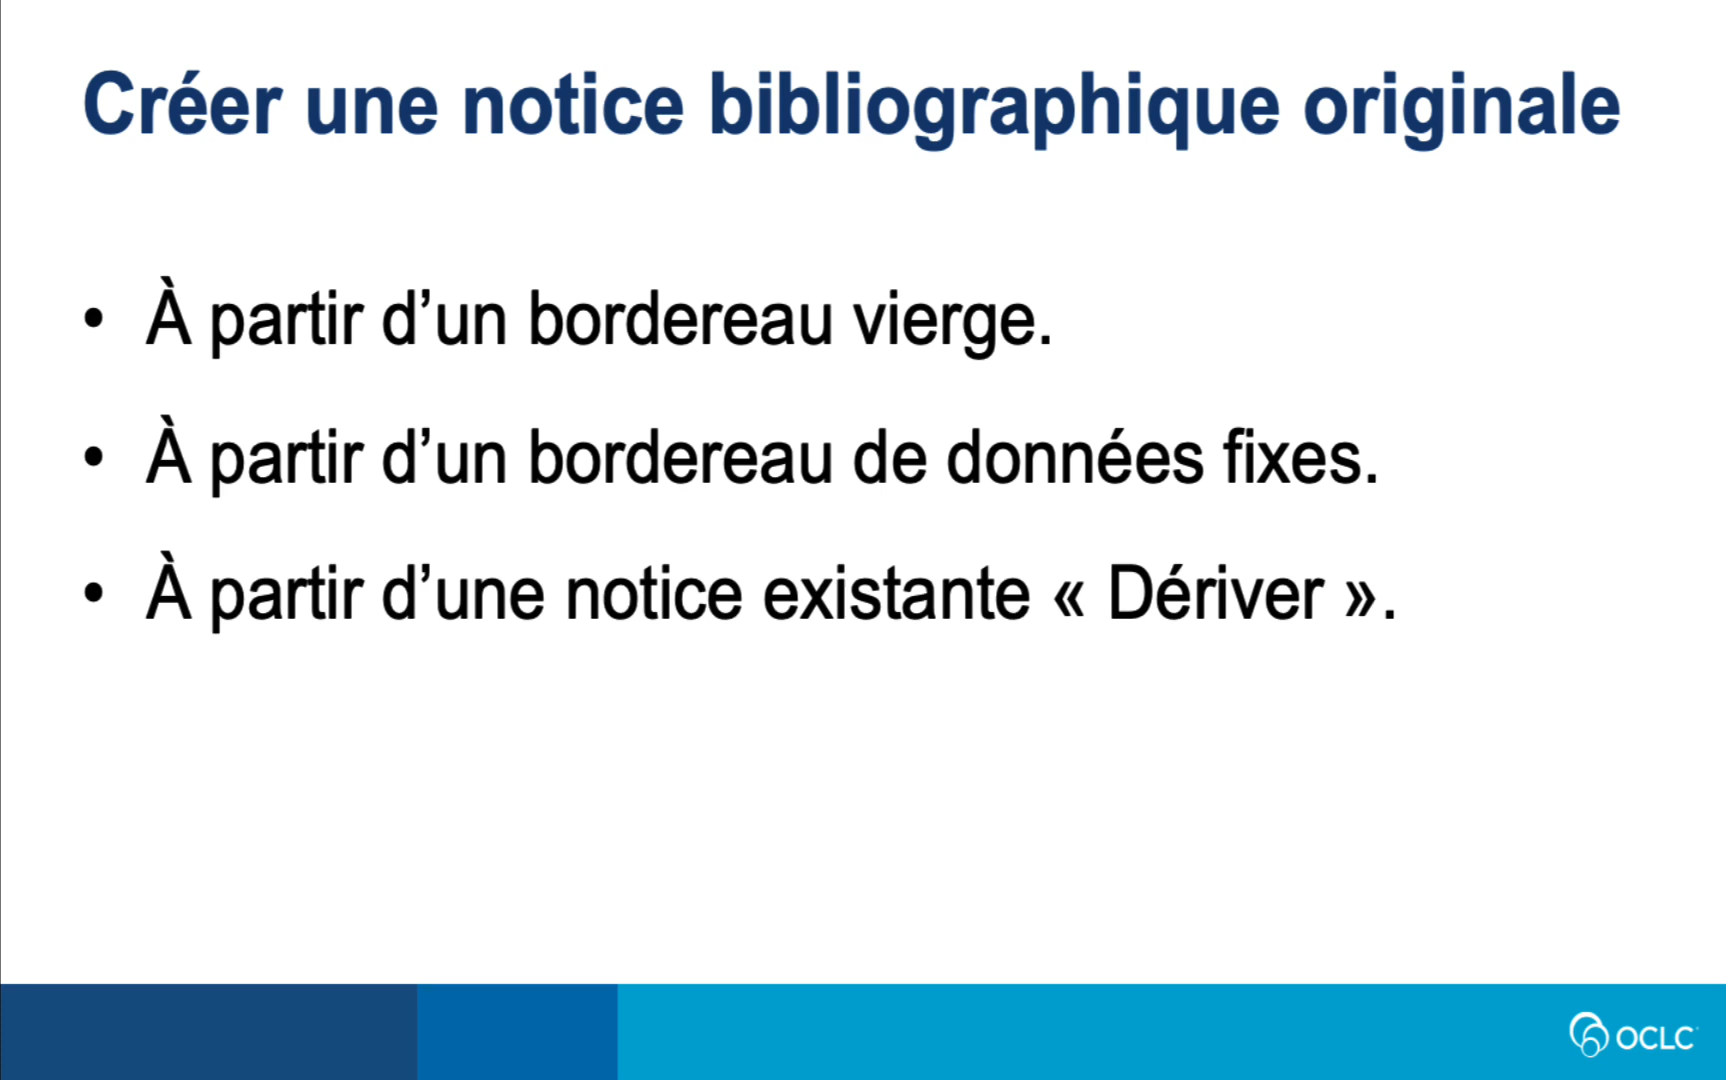 Créer une notice bibliographique originale
• À partir d’un bordereau vierge.
• À partir d’un bordereau de données fixes.
• À partir d’une notice existante « Dériver ».
OCLC